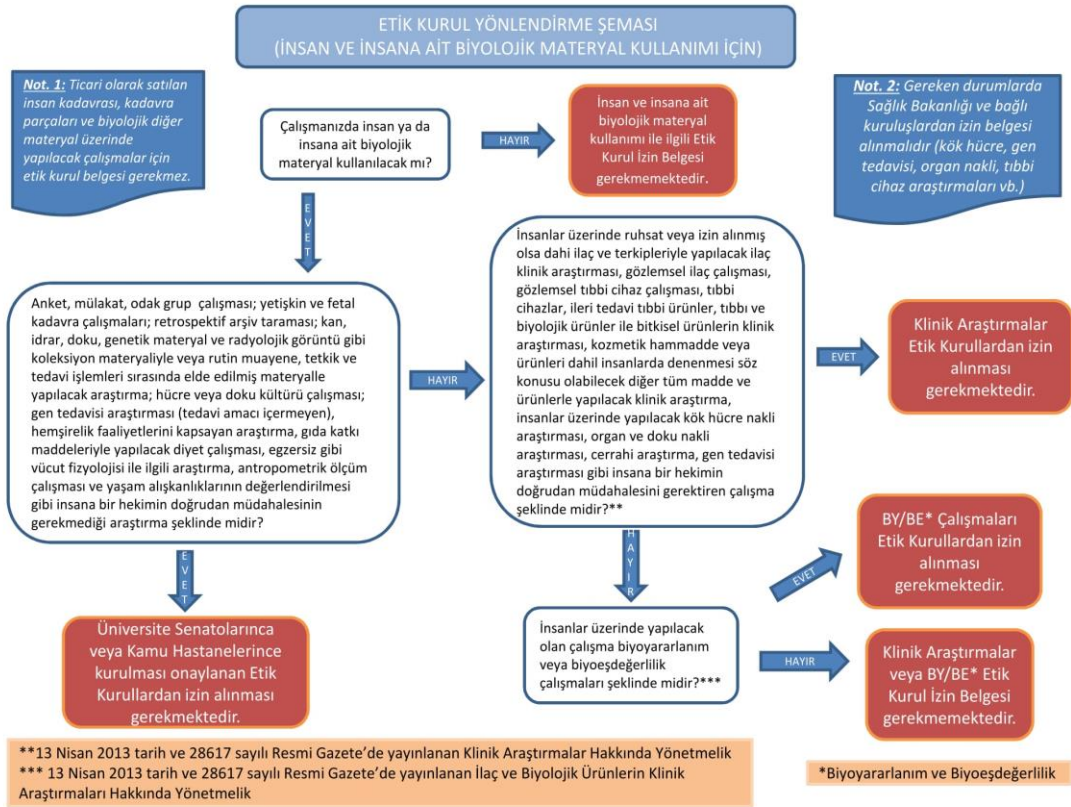 ETİK KURUL YÖNLENDİRME ŞEMASI
(İNSAN VE İNSANA AİT BİYOLOJİK MATERYAL KULLANIMI İÇİN)
Not. 1: Ticari olarak satılan
insan kadavrası, kadavra
parçaları ve biyolojik diğer
materyal üzerinde
yapılacak çalışmalar için
etik kurul belgesi gerekmez.
Çalışmanızda insan ya da
insana ait biyolojik
materyal kullanılacak mı?
HAYIR
İnsan ve insana ait
biyolojik materyal
kullanımı ile ilgili Etik
Kurul İzin Belgesi
gerekmemektedir.
Not. 2: Gereken durumlarda
Sağlık Bakanlığı ve bağlı
kuruluşlardan izin belgesi
alınmalıdır (kök hücre, gen
tedavisi, organ nakli, tıbbi
cihaz araştırmaları vb.)
EVET
Anket, mülakat, odak grup çalışması; yetişkin ve fetal
kadavra çalışmaları; retrospektif arşiv taraması; kan,
idrar, doku, genetik materyal ve radyolojik görüntü gibi
koleksiyon materyaliyle veya rutin muayene, tetkik ve
tedavi işlemleri sırasında elde edilmiş materyalle
yapılacak araştırma; hücre veya doku kültürü çalışması;
gen tedavisi araştırması (tedavi amacı içermeyen),
hemşirelik faaliyetlerini kapsayan araştırma, gıda katkı
maddeleriyle yapılacak diyet çalışması, egzersiz gibi
vücut fizyolojisi ile ilgili araştırma, antropometrik ölçüm
çalışması ve yaşam alışkanlıklarının değerlendirilmesi
gibi insana bir hekimin doğrudan müdahalesinin
gerekmediği araştırma şeklinde midir?
HAYIR
İnsanlar üzerinde ruhsat veya izin alınmış
olsa dahi ilaç ve terkipleriyle yapılacak ilaç
klinik araştırması, gözlemsel ilaç çalışması,
gözlemsel tıbbi cihaz çalışması, tıbbi
cihazlar, ileri tedavi tıbbi ürünler, tıbbı ve
biyolojik ürünler ile bitkisel ürünlerin klinik
araştırması, kozmetik hammadde veya
ürünleri dahil insanlarda denenmesi söz
konusu olabilecek diğer tüm madde ve
ürünlerle yapılacak klinik araştırma,
insanlar üzerinde yapılacak kök hücre nakli
araştırması, organ ve doku nakli
araştırması, cerrahi araştırma, gen tedavisi
araştırması gibi insana bir hekimin
doğrudan müdahalesini gerektiren çalışma
şeklinde midir?**
EVET
Klinik Araştırmalar
Etik Kurullardan izin
alınması
gerekmektedir.
EVET
Üniversite Senatolarınca
veya Kamu Hastanelerince
kurulması onaylanan Etik
Kurullardan izin alınması
gerekmektedir.
HAYIR
İnsanlar üzerinde yapılacak
olan çalışma biyoyararlanım
veya biyoeşdeğerlilik
çalışmaları şeklinde midir?***
EVET
BY/BE* Çalışmaları
Etik Kurullardan izin
alınması
gerekmektedir.
HAYIR
Klinik Araştırmalar
veya BY/BE* Etik
Kurul İzin Belgesi
gerekmemektedir.
**13 Nisan 2013 tarih ve 28617 sayılı Resmi Gazete’de yayınlanan Klinik Araştırmalar Hakkında Yönetmelik
*** 13 Nisan 2013 tarih ve 28617 sayılı Resmi Gazete’de yayınlanan İlaç ve Biyolojik Ürünlerin Klinik
Araştırmaları Hakkında Yönetmelik
*Biyoyararlanım ve Biyoeşdeğerlilik